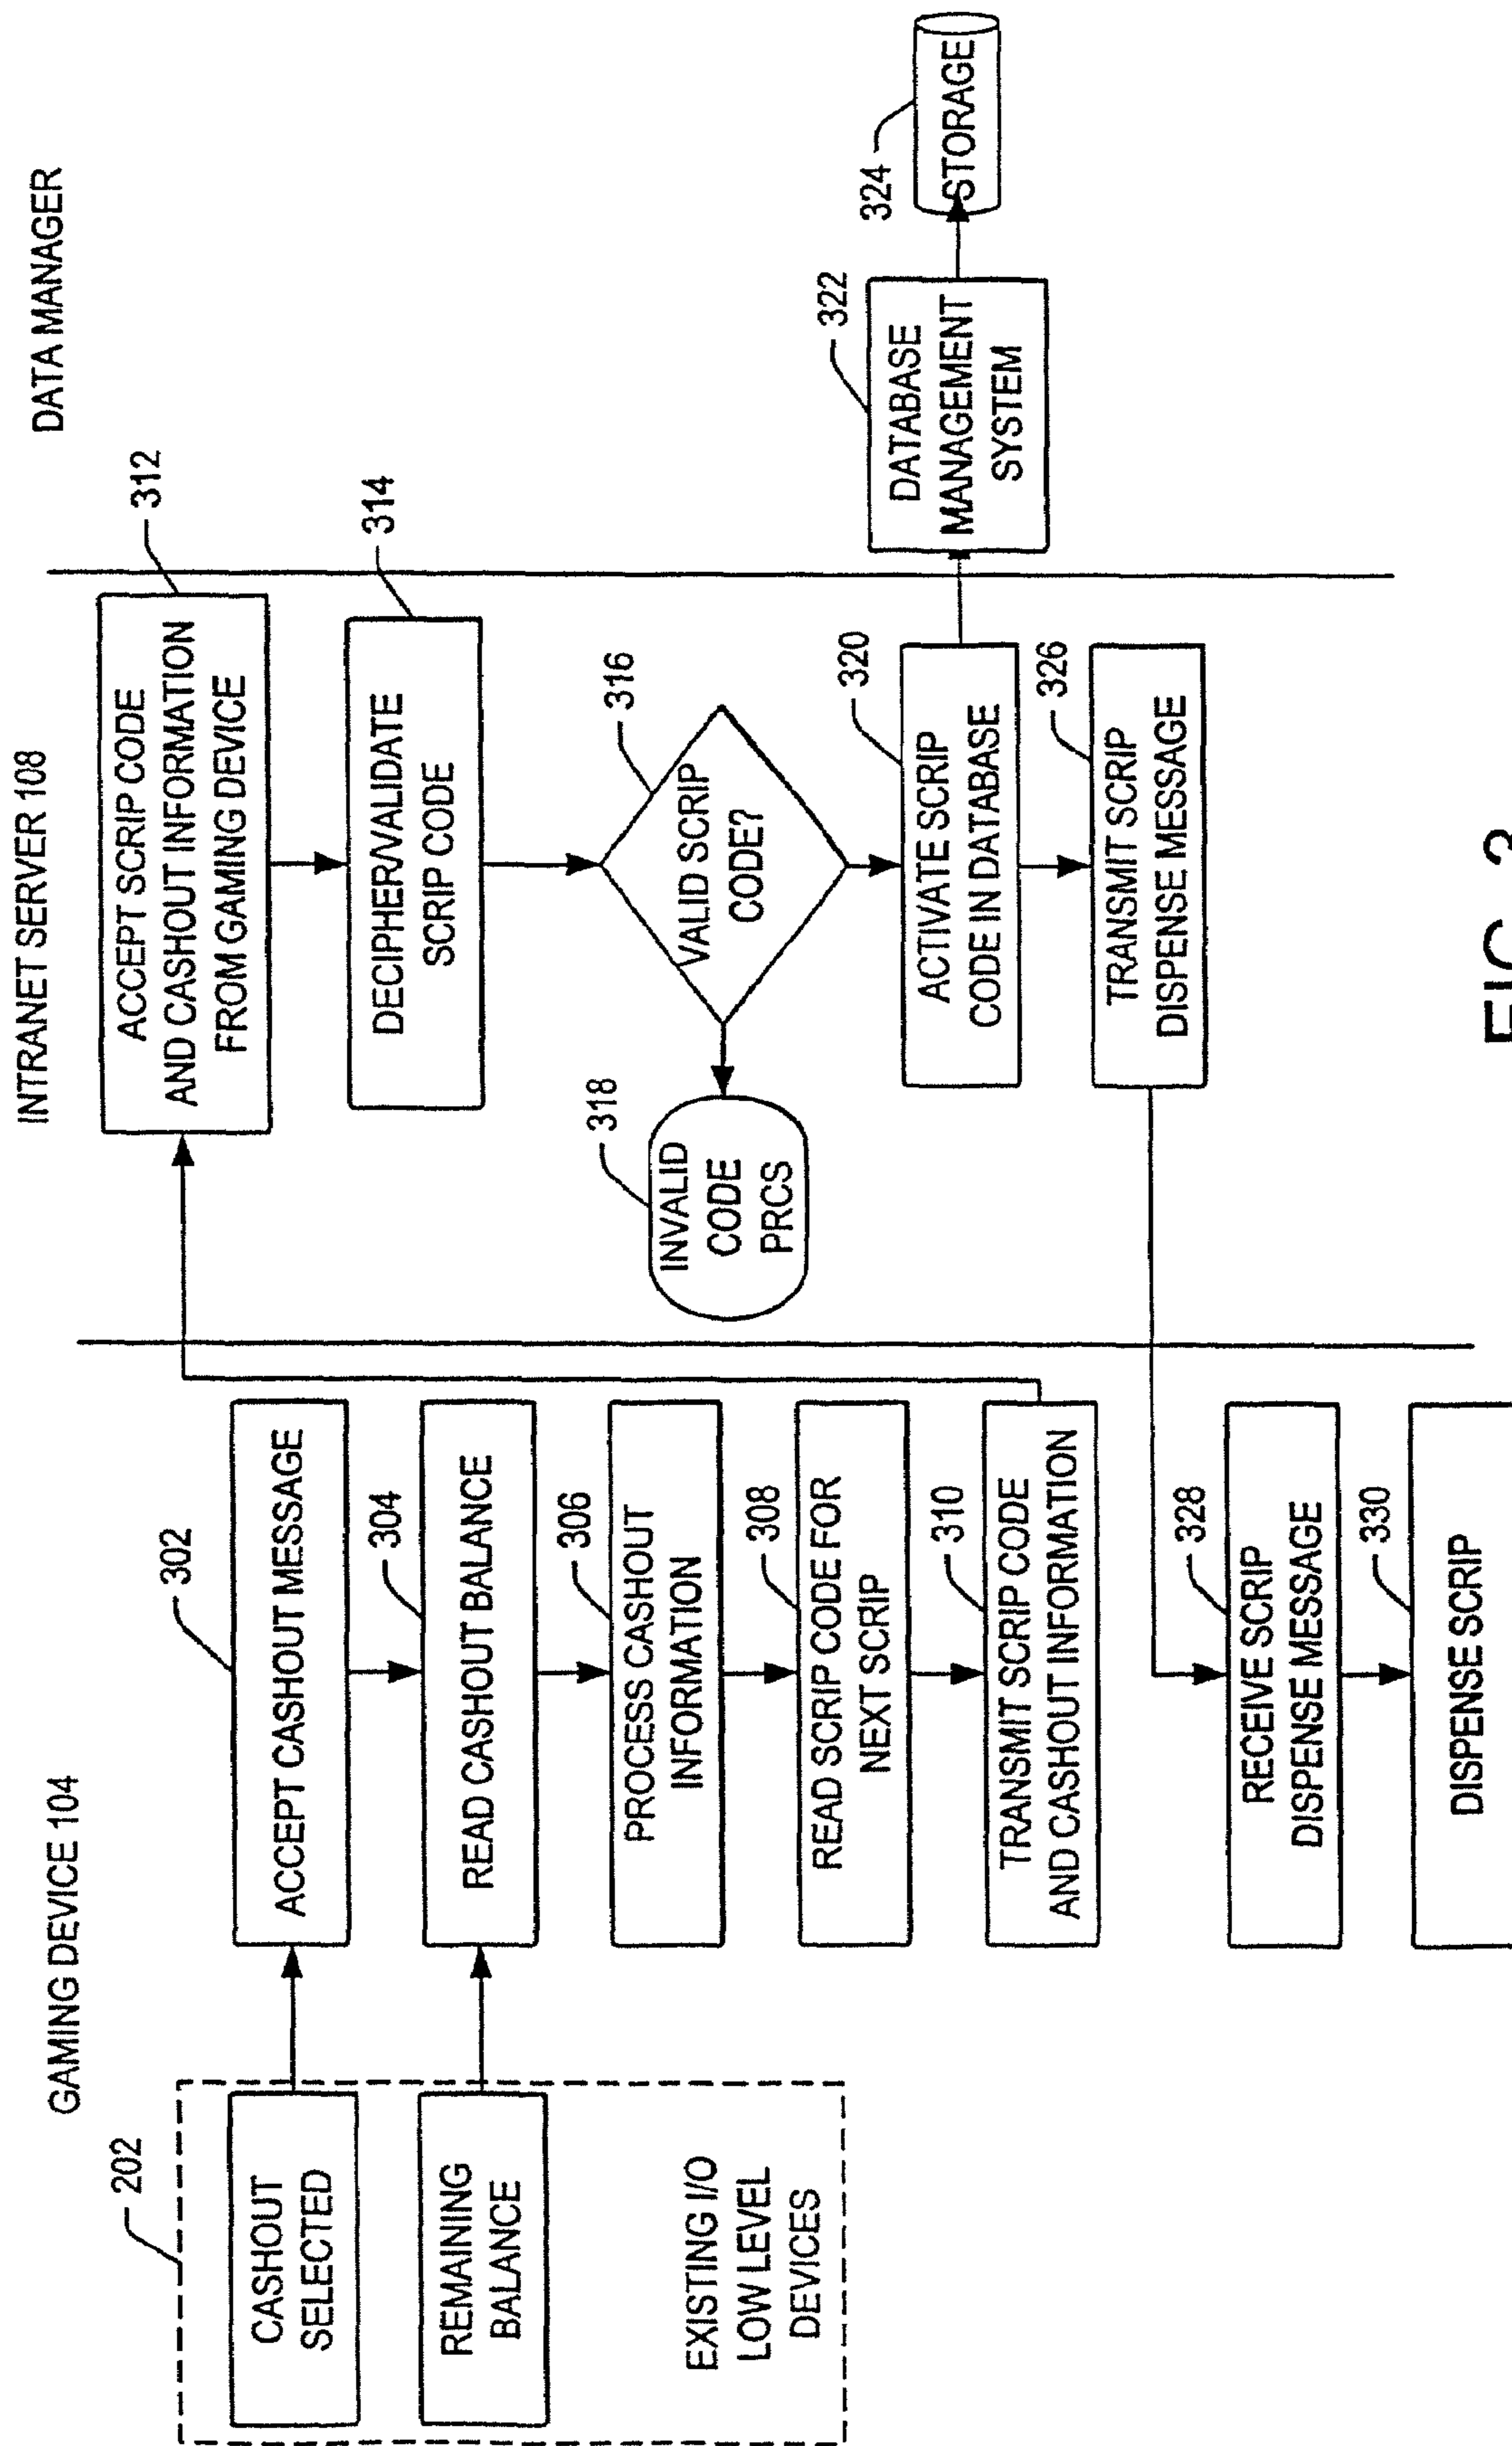 GAMING DEVICE 104
INTRANET SERVER 108
DATA MANAGER
202
CASHOUT
SELECTED
REMAINING
BALANCE
EXISTING I/O
LOW LEVEL
DEVICES
302
ACCEPT CASHOUT MESSAGE
304
READ CASHOUT BALANCE
306
PROCESS CASHOUT
INFORMATION
308
READ SCRIP CODE FOR
NEXT SCRIP
310
TRANSMIT SCRIP CODE
AND CASHOUT INFORMATION
328
RECEIVE SCRIP
DISPENSE MESSAGE
330
DISPENSE SCRIP
312
ACCEPT SCRIP CODE
AND CASHOUT INFORMATION
FROM GAMING DEVICE
314
DECIPHER/VALIDATE
SCRIP CODE
316
VALID SCRIP
CODE?
318
INVALID
CODE
PRCS
320
ACTIVATE SCRIP
CODE IN DATABASE
326
TRANSMIT SCRIP
DISPENSE MESSAGE
322
DATABASE
MANAGEMENT
SYSTEM
324
STORAGE
FIG. 3